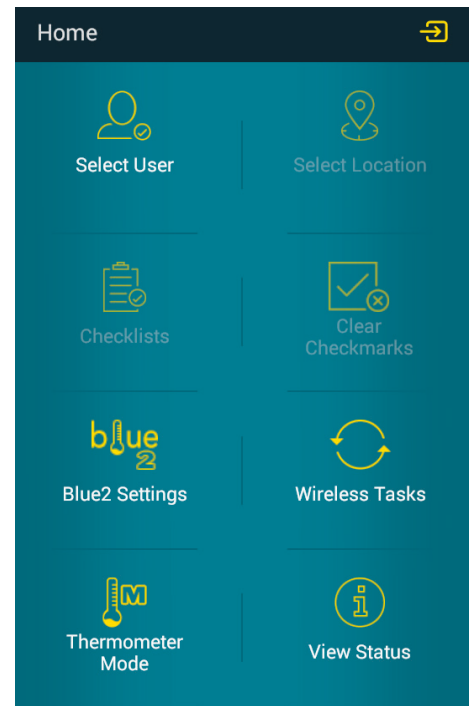 Home
Select User
Select Location
Checklists
Clear
Checkmarks
blue
2
Blue2 Settings
Wireless Tasks
M
Thermometer
Mode
i
View Status